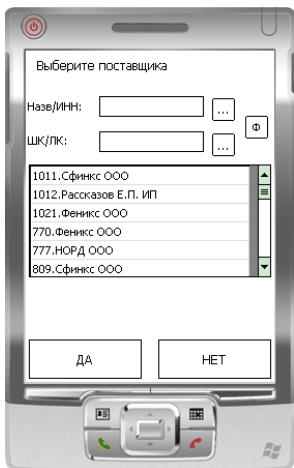 Выберите поставщика
Назв/ИНН:
...
Ф
ШК/ЛК:
...
1011.Сфинкс ООО
1012.Рассказов Е.П. ИП
1021.Феникс ООО
770.Феникс ООО
777.НОРД ООО
809.Сфинкс ООО
ДА
НЕТ